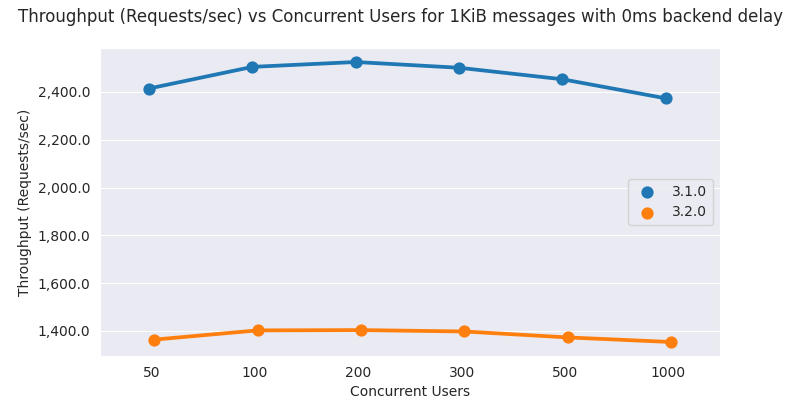 Throughput (Requests/sec) vs Concurrent Users for 1KiB messages with 0ms backend delay
Throughput (Requests/sec)
2,400.0
2,200.0
2,000.0
1,800.0
1,600.0
1,400.0
3.1.0
3.2.0
50 100 200 300 500 1000
Concurrent Users